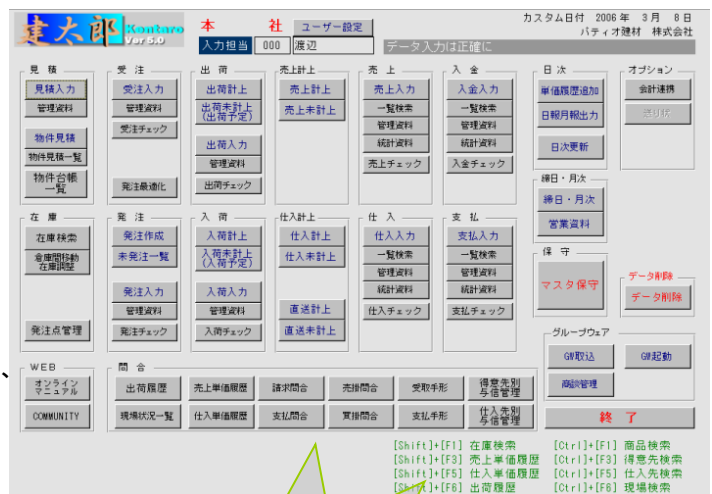 建太郎 Kentaro Ver 5.0
本 社 ユーザー設定
カスタム日付 2006 年 3 月 8 日
パティオ建材 株式会社
入力担当 000 渡辺 データ入力は正確に
見 積
見積入力
管理資料
物件見積
物件見積一覧
物件台帳
一覧
受 注
受注入力
管理資料
受注チェック
発注最適化
出 荷
出荷計上
出荷未計上
(出荷予定)
出荷入力
管理資料
出荷チェック
売上計上
売上計上
売上未計上
売 上
売上入力
一覧検索
管理資料
統計資料
売上チェック
入 金
入金入力
一覧検索
管理資料
統計資料
入金チェック
日 次
単価履歴追加
日報月報出力
日次更新
オプション
会計連携
きり状
締日・月次
締日・月次
営業資料
在 庫
在庫検索
倉庫間移動
在庫調整
発注点管理
発 注
発注作成
未発注一覧
発注入力
管理資料
発注チェック
入 荷
入荷計上
入荷未計上
(入荷予定)
入荷入力
管理資料
入荷チェック
仕入計上
仕入計上
仕入未計上
直送計上
直送未計上
仕 入
仕入入力
一覧検索
管理資料
統計資料
仕入チェック
支 払
支払入力
一覧検索
管理資料
統計資料
支払チェック
保 守
マスタ保守
データ削除
データ削除
グループウェア
GW取込
GW起動
商談管理
終 了
、
WEB
オンライン
マニュアル
COMMUNITY
問 合
出荷履歴 売上単価履歴 請求問合 売掛問合 受取手形 得意先別
与信管理
現場状況一覧 仕入単価履歴 支払問合 買掛問合 支払手形 仕入先別
与信管理
[Shift]+[F1] 在庫検索 [Ctrl]+[F1] 商品検索
[Shift]+[F3] 売上単価履歴 [Ctrl]+[F3] 得意先検索
[Shift]+[F5] 仕入単価履歴 [Ctrl]+[F5] 仕入先検索
[Shift]+[F6] 出荷履歴 [Ctrl]+[F6] 現場検索